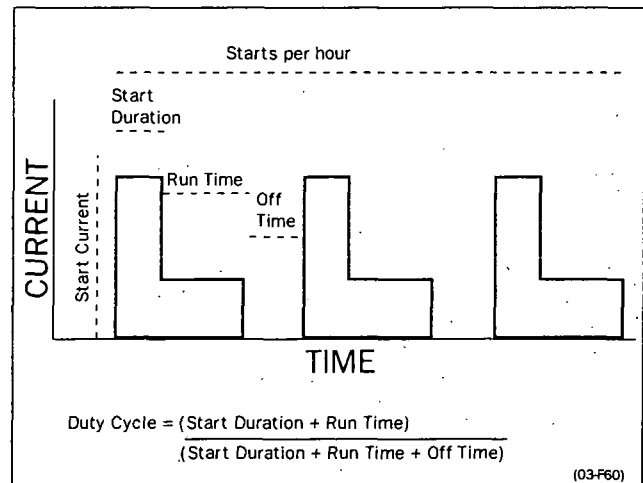 Starts per hour
Start
Duration
Run Time
Off
Time
CURRENT
Start Current
TIME
Duty Cycle = (Start Duration + Run Time)
(Start Duration + Run Time + Off Time)
(03-F60)